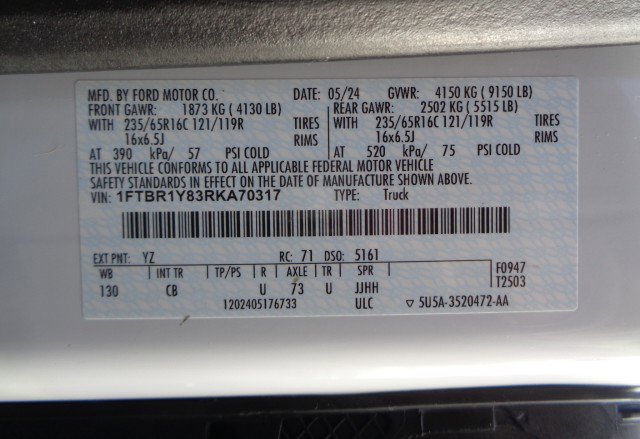 MFD. BY FORD MOTOR CO. DATE: 05/24 GVWR: 4150 KG ( 9150 LB)
FRONT GAWR: 1873 KG ( 4130 LB) REAR GAWR: 2502 KG ( 5515 LB)
WITH 235/65R16C 121/119R TIRES WITH 235/65R16C 121/119R TIRES
16x6.5J RIMS 16x6.5J RIMS
AT 390 kPa/ 57 PSI COLD AT 520 kPa/ 75 PSI COLD
THIS VEHICLE CONFORMS TO ALL APPLICABLE FEDERAL MOTOR VEHICLE
SAFETY STANDARDS IN EFFECT ON THE DATE OF MANUFACTURE SHOWN ABOVE.
VIN: 1FTBR1Y83RKA70317 TYPE: Truck
EXT PNT: YZ RC: 71 DSO: 5161
WB INT TR TP/PS R AXLE TR SPR F0947
130 CB U 73 U JJHH T2503
1202405176733 ULC ▽ 5U5A-3520472-AA